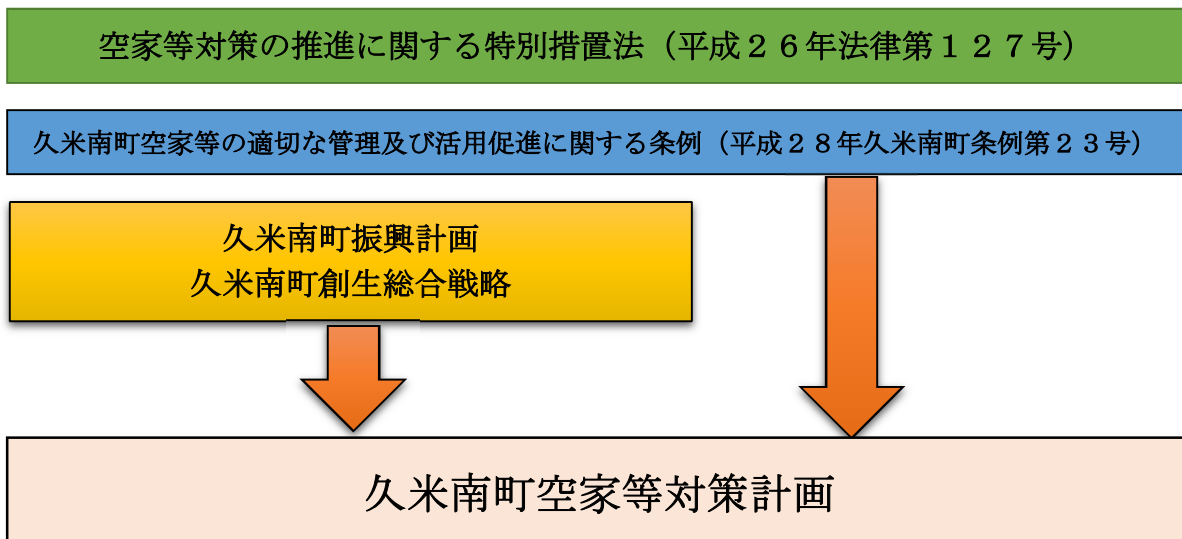 空家等対策の推進に関する特別措置法（平成２６年法律第１２７号）
久米南町空家等の適切な管理及び活用促進に関する条例（平成２８年久米南町条例第２３号）
久米南町振興計画
久米南町創生総合戦略
久米南町空家等対策計画